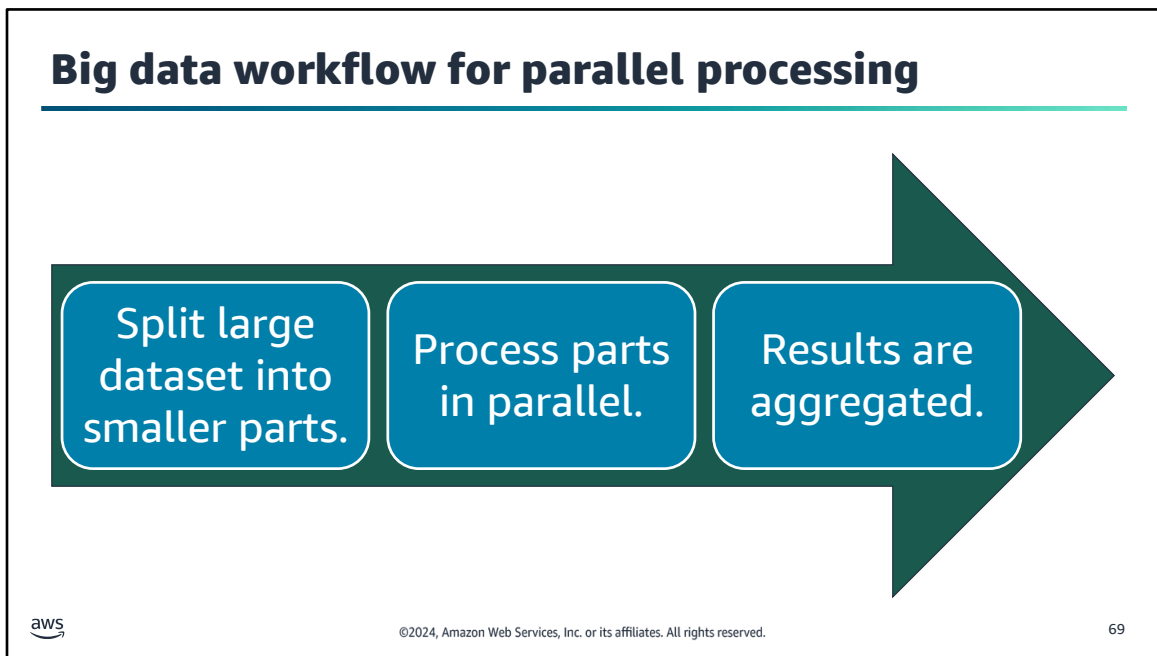 Big data workflow for parallel processing
Split large
dataset into
smaller parts.
Process parts
in parallel.
Results are
aggregated.
aws
©2024, Amazon Web Services, Inc. or its affiliates. All rights reserved.
69